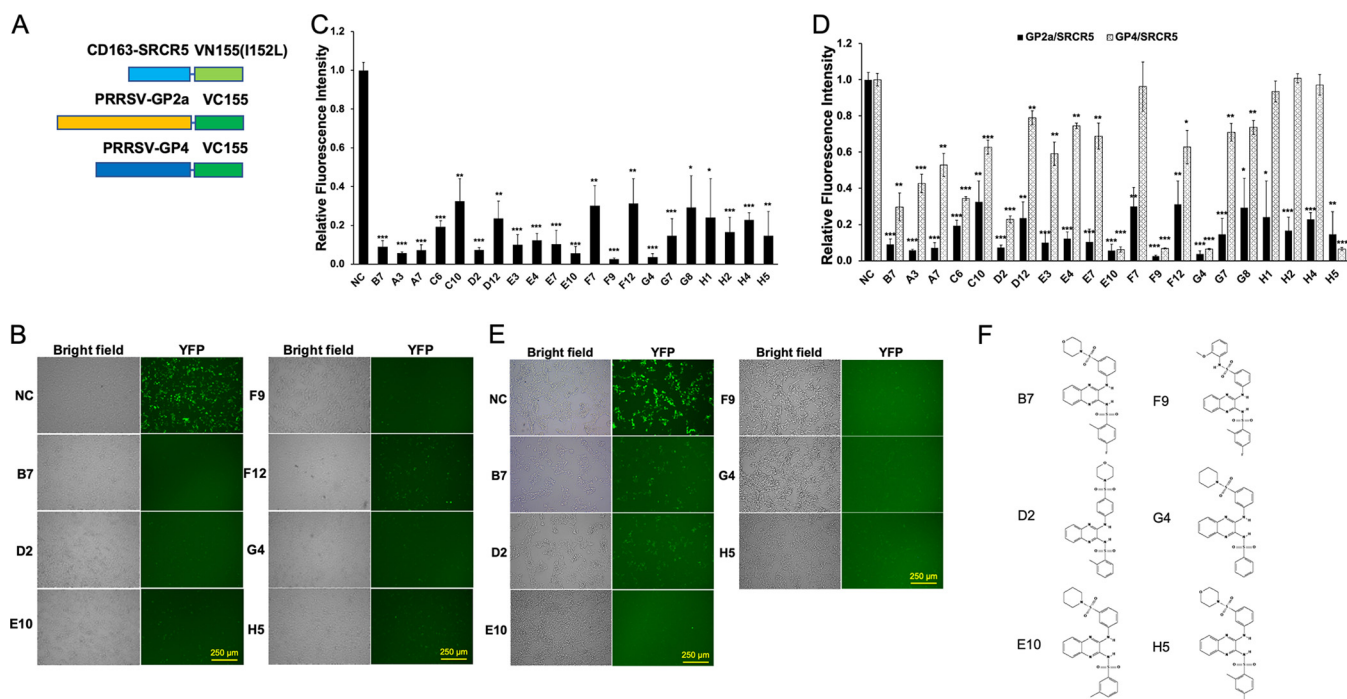 A
CD163-SRCR5 VN155(I152L)
PRRSV-GP2a VC155
PRRSV-GP4 VC155
C
Relative Fluorescence Intensity
1.2
1.0
0.8
0.6
0.4
0.2
0.0
*** *** *** *** ** *** ** *** *** *** *** ** *** ** *** *** * * *** *** **
NC B7 A3 A7 C6 C10 D2 D12 E3 E4 E7 E10 F7 F9 F12 G4 G7 G8 H1 H2 H4 H5
D
GP2a/SRCR5 GP4/SRCR5
Relative Fluorescence Intensity
1.2
1.0
0.8
0.6
0.4
0.2
0.0
NC B7 A3 A7 C6 C10 D2 D12 E3 E4 E7 E10 F7 F9 F12 G4 G7 G8 H1 H2 H4 H5
B
Bright field YFP Bright field YFP
NC
B7
D2
E10
250 µm
F9
F12
G4
H5
250 µm
E
Bright field YFP Bright field YFP
NC
B7
D2
E10
250 µm
F9
G4
H5
250 µm
F
B7
F9
D2
G4
E10
H5